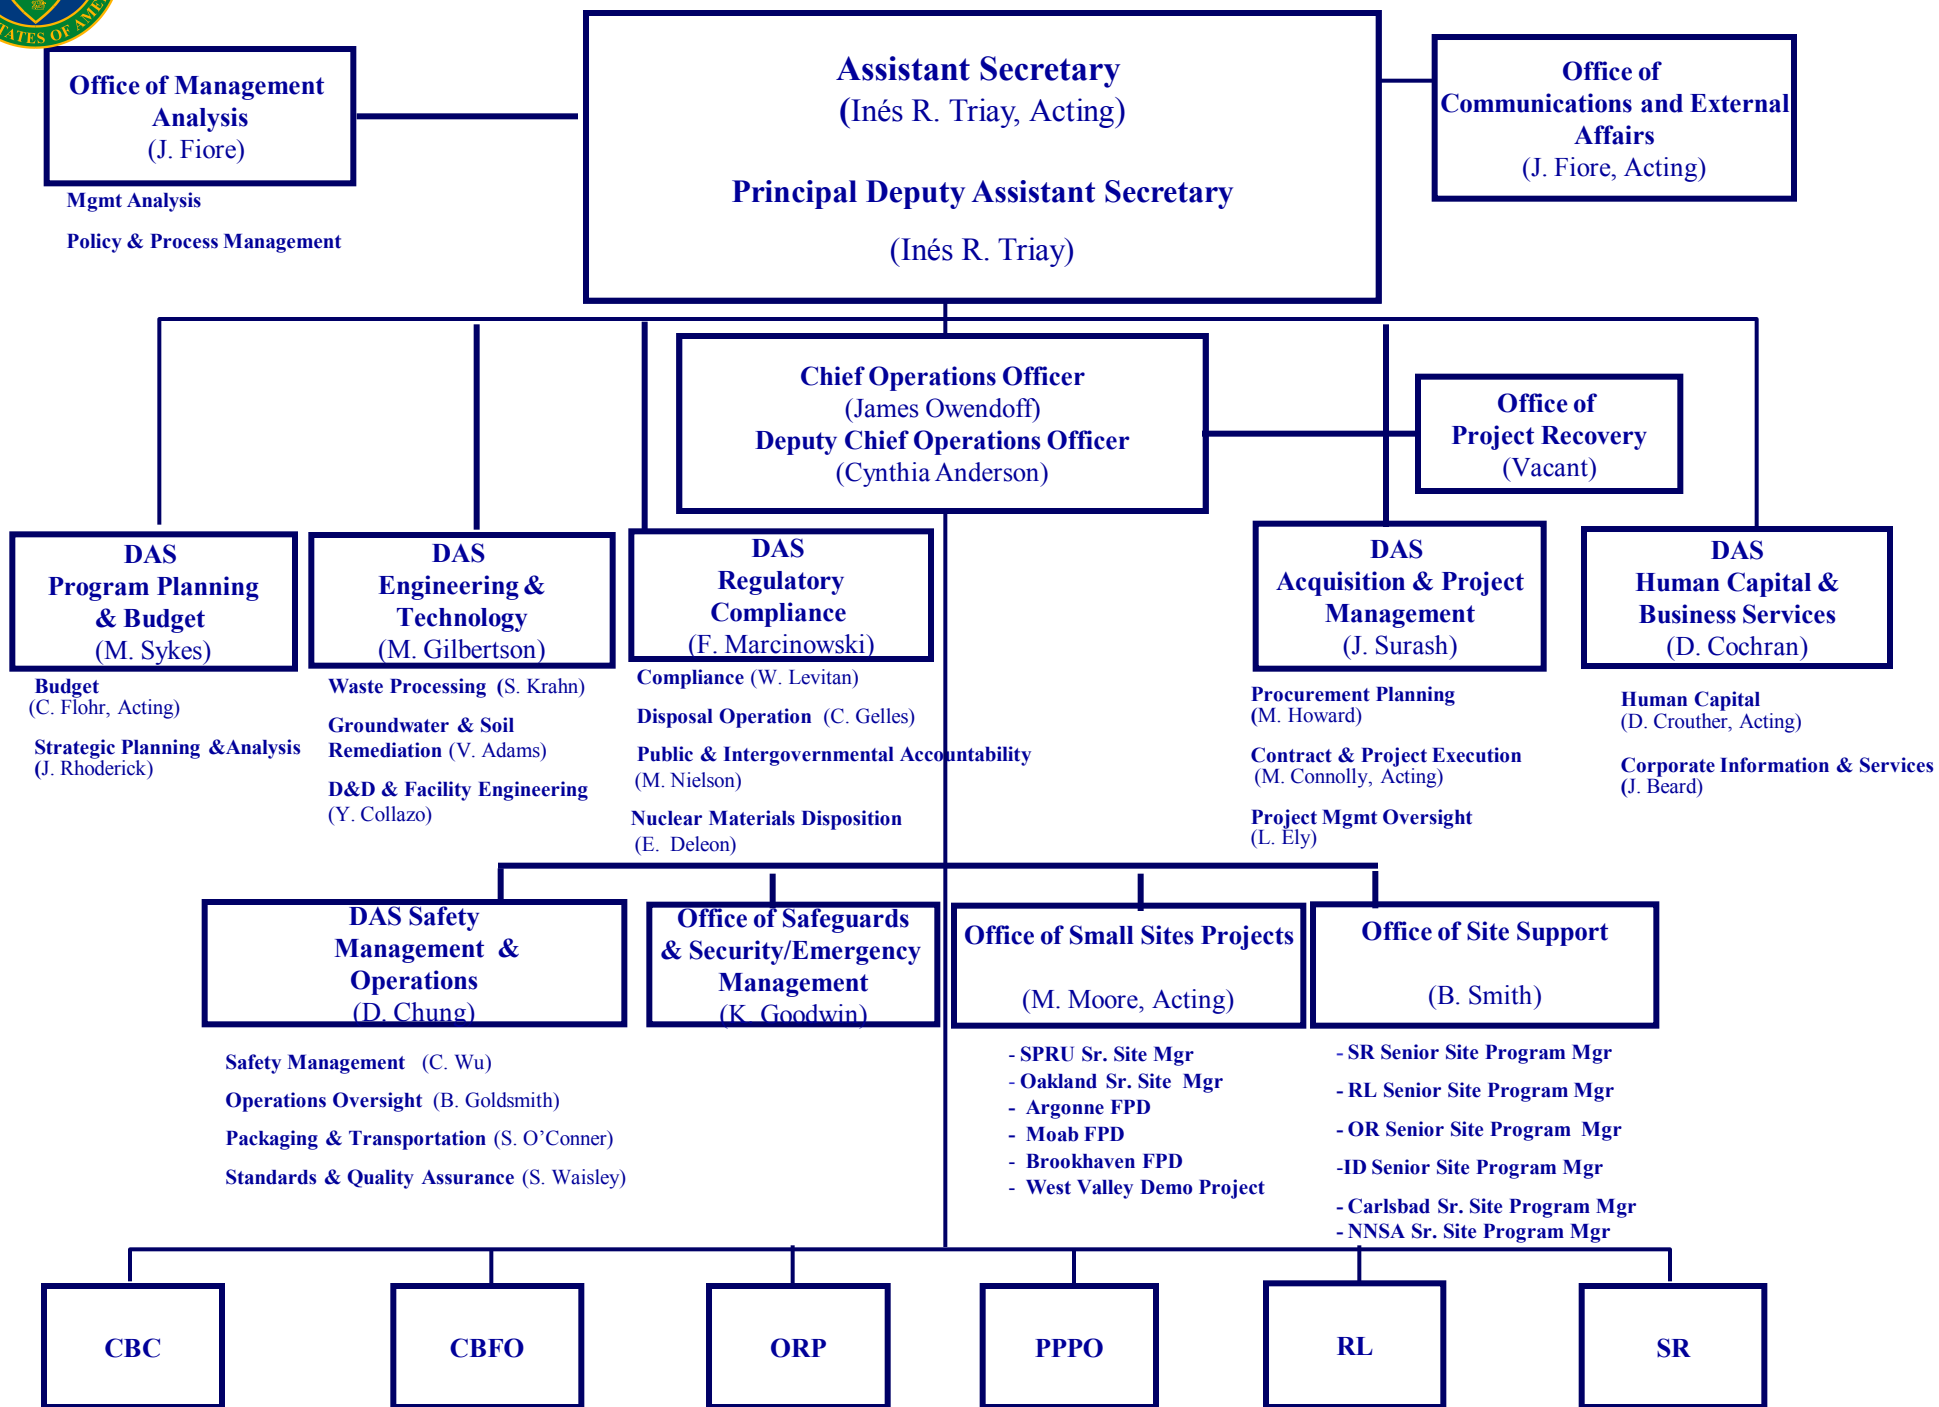 TATES OF AME
Office of Management
Analysis
(J. Fiore)
Mgmt Analysis
Policy & Process Management
Assistant Secretary
(Inés R. Triay, Acting)
Principal Deputy Assistant Secretary
(Inés R. Triay)
Office of
Communications and External
Affairs
(J. Fiore, Acting)
Chief Operations Officer
(James Owendoff)
Deputy Chief Operations Officer
(Cynthia Anderson)
Office of
Project Recovery
(Vacant)
DAS
Program Planning
& Budget
(M. Sykes)
Budget
(C. Flohr, Acting)
Strategic Planning &Analysis
(J. Rhoderick)
DAS
Engineering &
Technology
(M. Gilbertson)
Waste Processing (S. Krahn)
Groundwater & Soil
Remediation (V. Adams)
D&D & Facility Engineering
(Y. Collazo)
DAS
Regulatory
Compliance
(F. Marcinowski)
Compliance (W. Levitan)
Disposal Operation (C. Gelles)
Public & Intergovernmental Accountability
(M. Nielson)
Nuclear Materials Disposition
(E. Deleon)
DAS
Acquisition & Project
Management
(J. Surash)
Procurement Planning
(M. Howard)
Contract & Project Execution
(M. Connolly, Acting)
Project Mgmt Oversight
(L. Ely)
DAS
Human Capital &
Business Services
(D. Cochran)
Human Capital
(D. Crouther, Acting)
Corporate Information & Services
(J. Beard)
DAS Safety
Management &
Operations
(D. Chung)
Safety Management (C. Wu)
Operations Oversight (B. Goldsmith)
Packaging & Transportation (S. O’Conner)
Standards & Quality Assurance (S. Waisley)
Office of Safeguards
& Security/Emergency
Management
(K. Goodwin)
Office of Small Sites Projects
(M. Moore, Acting)
- SPRU Sr. Site Mgr
- Oakland Sr. Site Mgr
- Argonne FPD
- Moab FPD
- Brookhaven FPD
- West Valley Demo Project
Office of Site Support
(B. Smith)
- SR Senior Site Program Mgr
- RL Senior Site Program Mgr
- OR Senior Site Program Mgr
-ID Senior Site Program Mgr
- Carlsbad Sr. Site Program Mgr
- NNSA Sr. Site Program Mgr
CBC
CBFO
ORP
PPPO
RL
SR